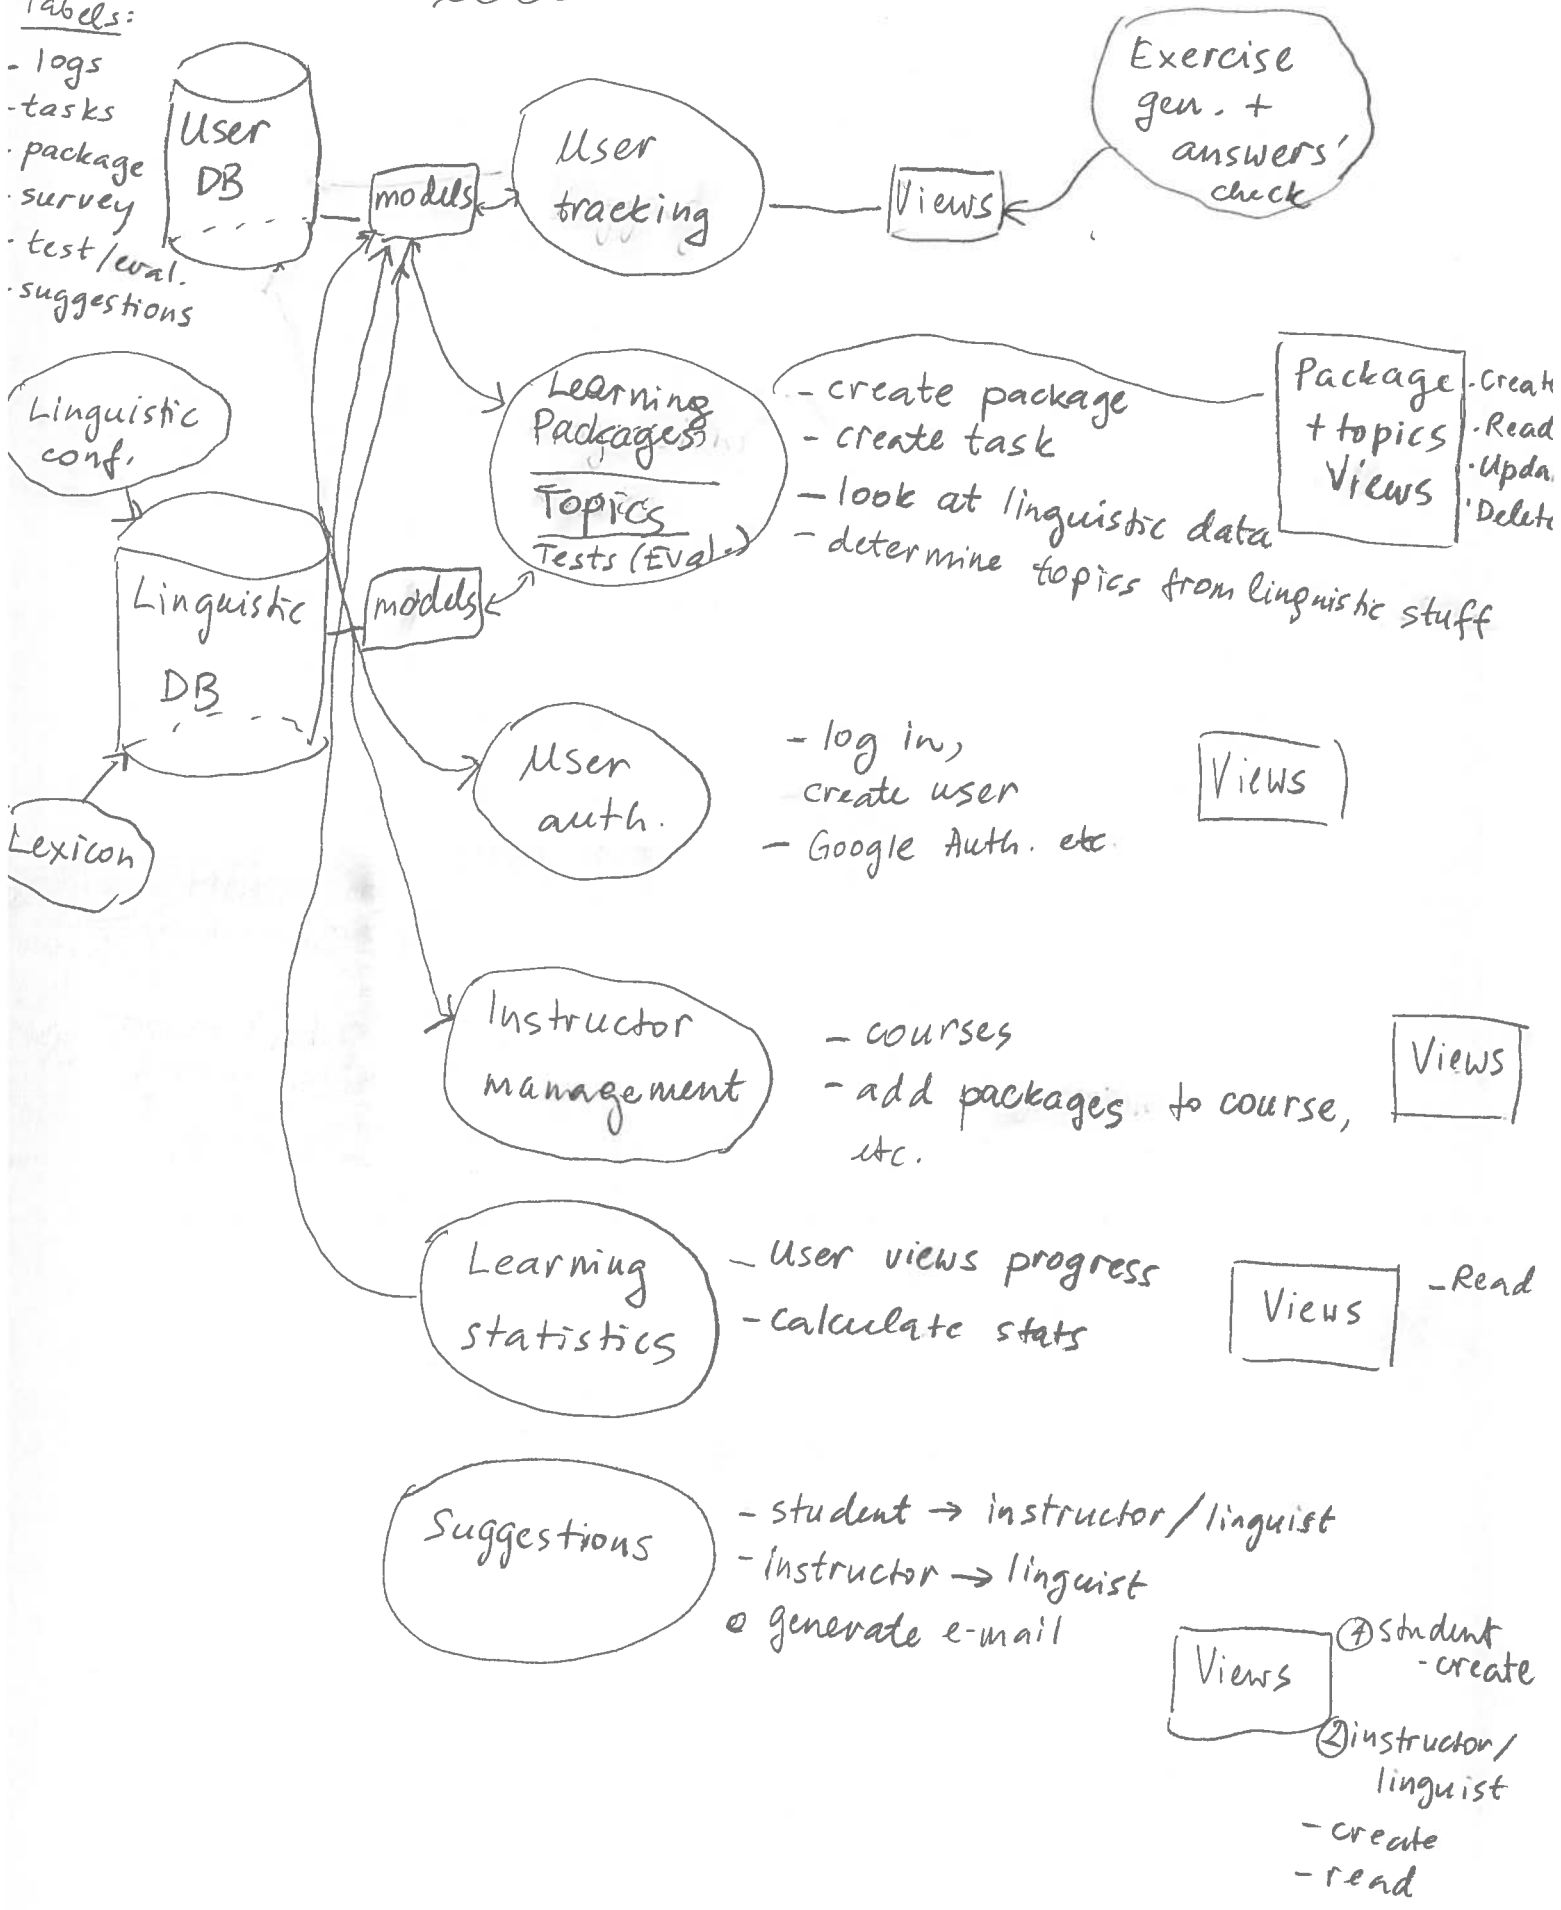 Tabels:
- logs
- tasks
- package
- survey
- test/eval.
- suggestions
User
DB
models
User
tracking
Views
Exercise
gen. +
answers'
check
Linguistic
conf.
Linguistic
DB
models
Lexicon
Learning
Packages
Topics
Tests (Eval.)
- create package
- create task
- look at linguistic data
- determine topics from linguistic stuff
Package
+ topics
Views
· Create
· Read
· Upda
· Delete
User
auth.
- log in,
create user
- Google Auth. etc
Views
Instructor
management
- courses
- add packages to course,
etc.
Views
Learning
statistics
- User views progress
- calculate stats
Views
- Read
Suggestions
- student → instructor/linguist
- instructor → linguist
• generate e-mail
Views
① student
- create
② instructor/
linguist
- create
- read